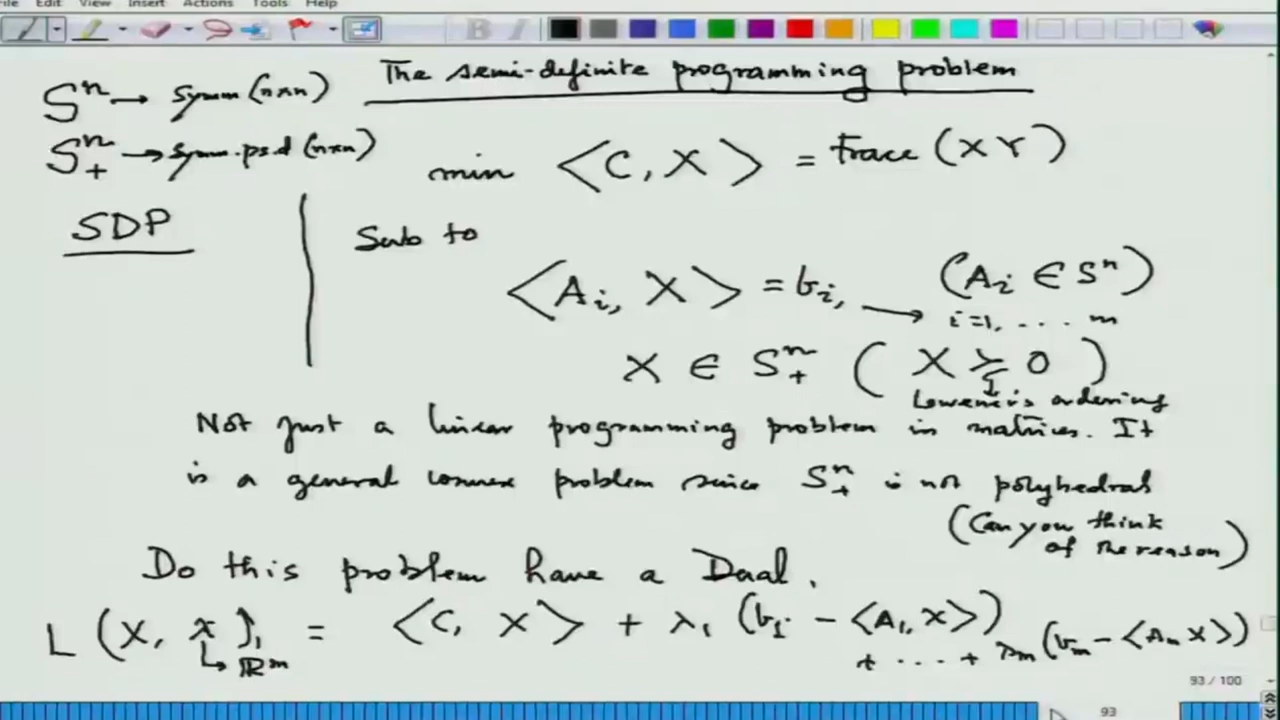 File Edit View Insert Actions Tools Help
The semi-definite programming problem
S^n → Symm (n×n)
S^n_+ → Symm. psd (n×n)
min <C, X> = Trace (XY)
SDP
Sub to
<A_i, X> = b_i, → (A_i ∈ S^n)
i=1, .... m
X ∈ S^n_+ ( X ≽ 0 )
Lowener's ordering
Not just a linear programming problem in matrices. It
is a general convex problem since S^n_+ is not polyhedral
(Can you think
of the reason)
Do this problem have a Dual.
L (X, λ), = <C, X> + λ_1 (b_1 - <A_1, X>)
↳ ℝ^m + .... + λ_m (b_m - <A_m X>)
93 / 100
93